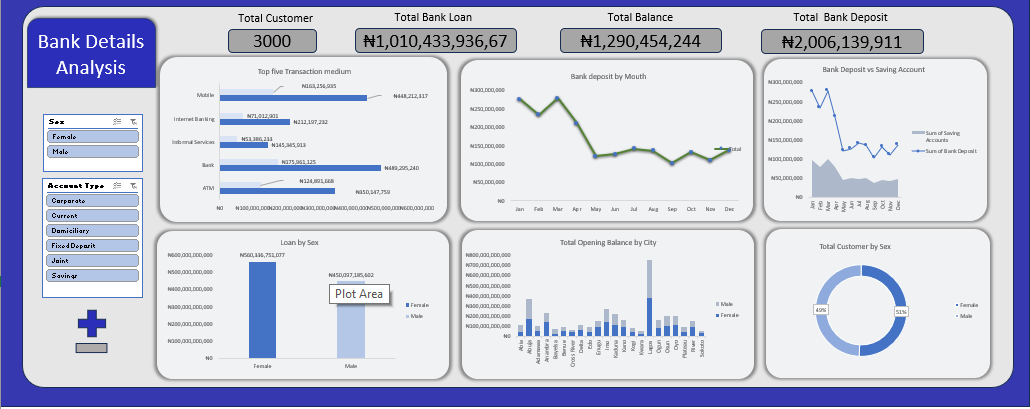 Bank Details
Analysis
Total Customer
3000
Total Bank Loan
₦1,010,433,936,67
Total Balance
₦1,290,454,244
Total Bank Deposit
₦2,006,139,911
Sex
Female
Male
Account Type
Corporate
Current
Domiciliary
Fixed Deposit
Joint
Savings
Top five Transaction medium
Mobile
₦163,256,935
₦448,212,317
Internet Banking
₦71,012,901
₦212,197,232
Informal Services
₦53,386,233
₦145,345,913
Bank
₦175,961,125
₦489,295,240
ATM
₦124,891,668
₦350,147,759
₦0 ₦100,000,000 ₦200,000,000 ₦300,000,000 ₦400,000,000 ₦500,000,000 ₦600,000,000
Bank deposit by Mouth
₦300,000,000
₦250,000,000
₦200,000,000
₦150,000,000
₦100,000,000
₦50,000,000
₦0
Jan Feb Mar Apr May Jun Jul Aug Sep Oct Nov Dec
Total
Bank Deposit vs Saving Account
₦300,000,000
₦250,000,000
₦200,000,000
₦150,000,000
₦100,000,000
₦50,000,000
₦0
Jan Feb Mar Apr May Jun Jul Aug Sep Oct Nov Dec
Sum of Saving
Accounts
Sum of Bank Deposit
Loan by Sex
₦600,000,000,000
₦500,000,000,000
₦400,000,000,000
₦300,000,000,000
₦200,000,000,000
₦100,000,000,000
₦0
₦560,336,751,077
₦450,097,185,602
Plot Area
Female
Male
Female
Male
Total Opening Balance by City
₦800,000,000,000
₦700,000,000,000
₦600,000,000,000
₦500,000,000,000
₦400,000,000,000
₦300,000,000,000
₦200,000,000,000
₦100,000,000,000
₦0
Abia Abuja Adamawa Anambra Bayelsa Benue Cross River Delta Edo Enugu Imo Kaduna Kano Kogi Kwara Lagos Ogun Osun Oyo Plateau River Sokoto
Male
Female
Total Customer by Sex
49%
51%
Female
Male